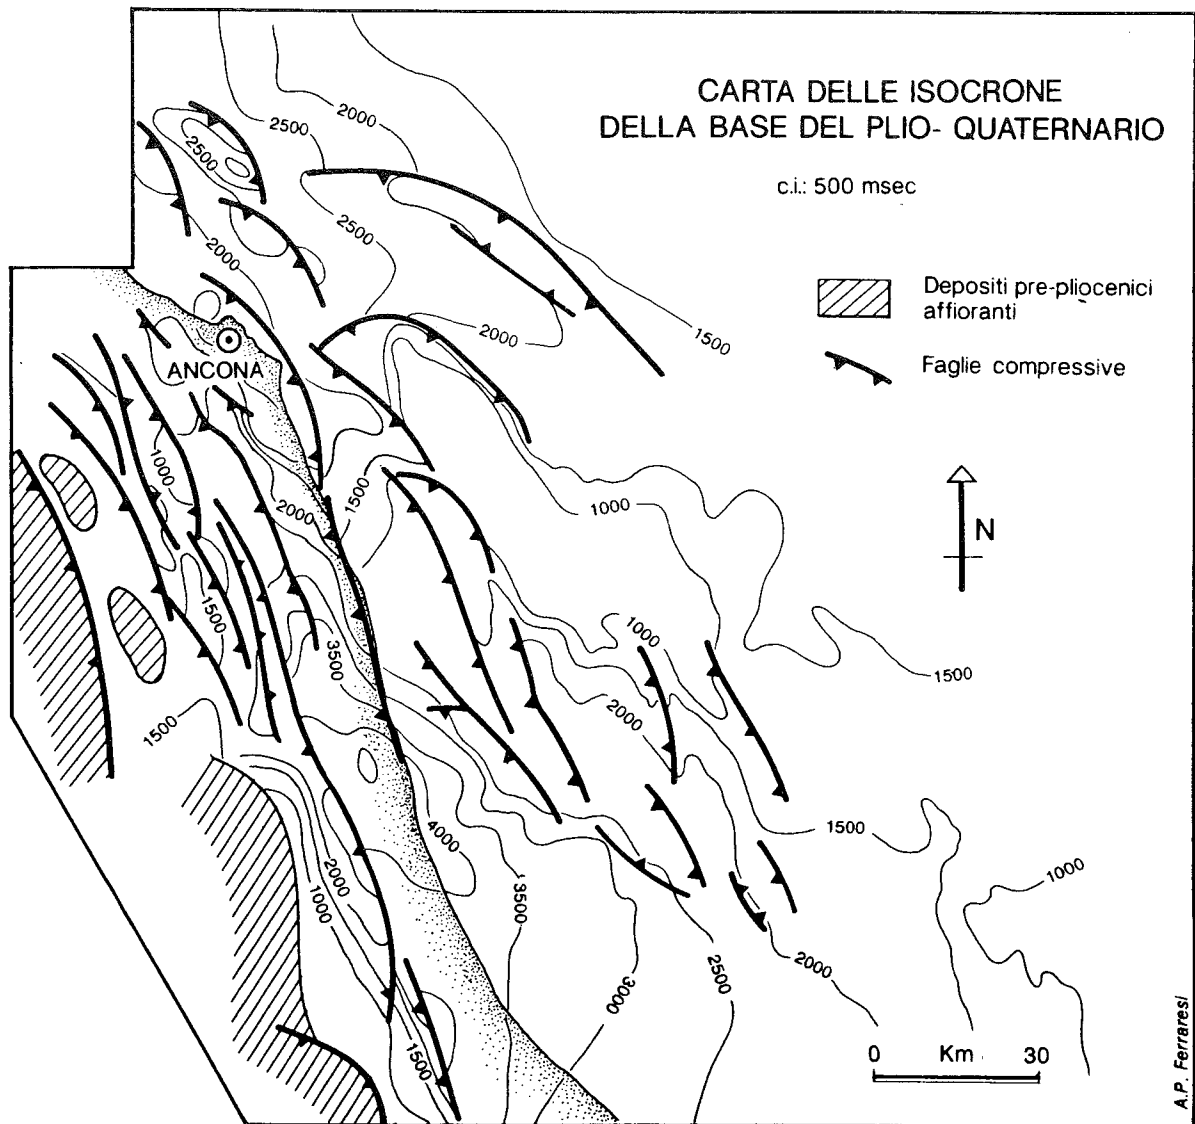 CARTA DELLE ISOCRONE
DELLA BASE DEL PLIO- QUATERNARIO
c.i.: 500 msec
Depositi pre-pliocenici
affioranti
Faglie compressive
N
ANCONA
2000
2500
2500
2500
2000
2000
1500
1000
2000
1500
1000
1500
3500
1000
1500
2000
1500
4000
1500
2000
1000
3500
1000
2500
2000
3000
1500
0 Km 30
A.P. Ferraresi